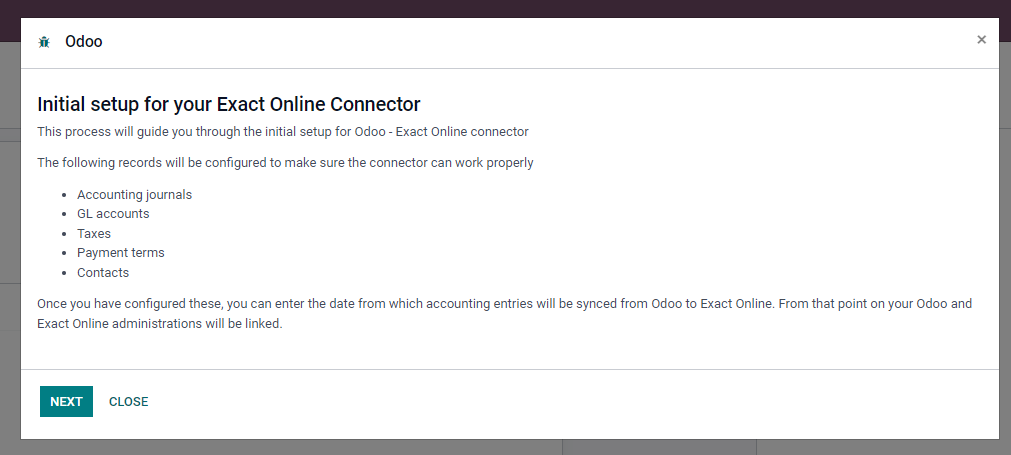 Odoo
×
Initial setup for your Exact Online Connector
This process will guide you through the initial setup for Odoo - Exact Online connector
The following records will be configured to make sure the connector can work properly
• Accounting journals
• GL accounts
• Taxes
• Payment terms
• Contacts
Once you have configured these, you can enter the date from which accounting entries will be synced from Odoo to Exact Online. From that point on your Odoo and
Exact Online administrations will be linked.
NEXT CLOSE